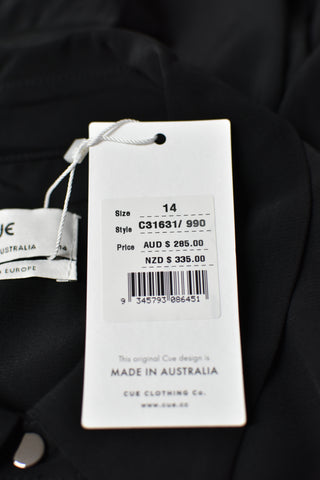 Size 14
Style C31631/ 990
Price AUD $ 285.00
NZD $ 335.00
9 345793 086451
This original Cue design is
MADE IN AUSTRALIA
CUE CLOTHING Co.
www.cue.cc
UE
AUSTRALIA 14
EUROPE